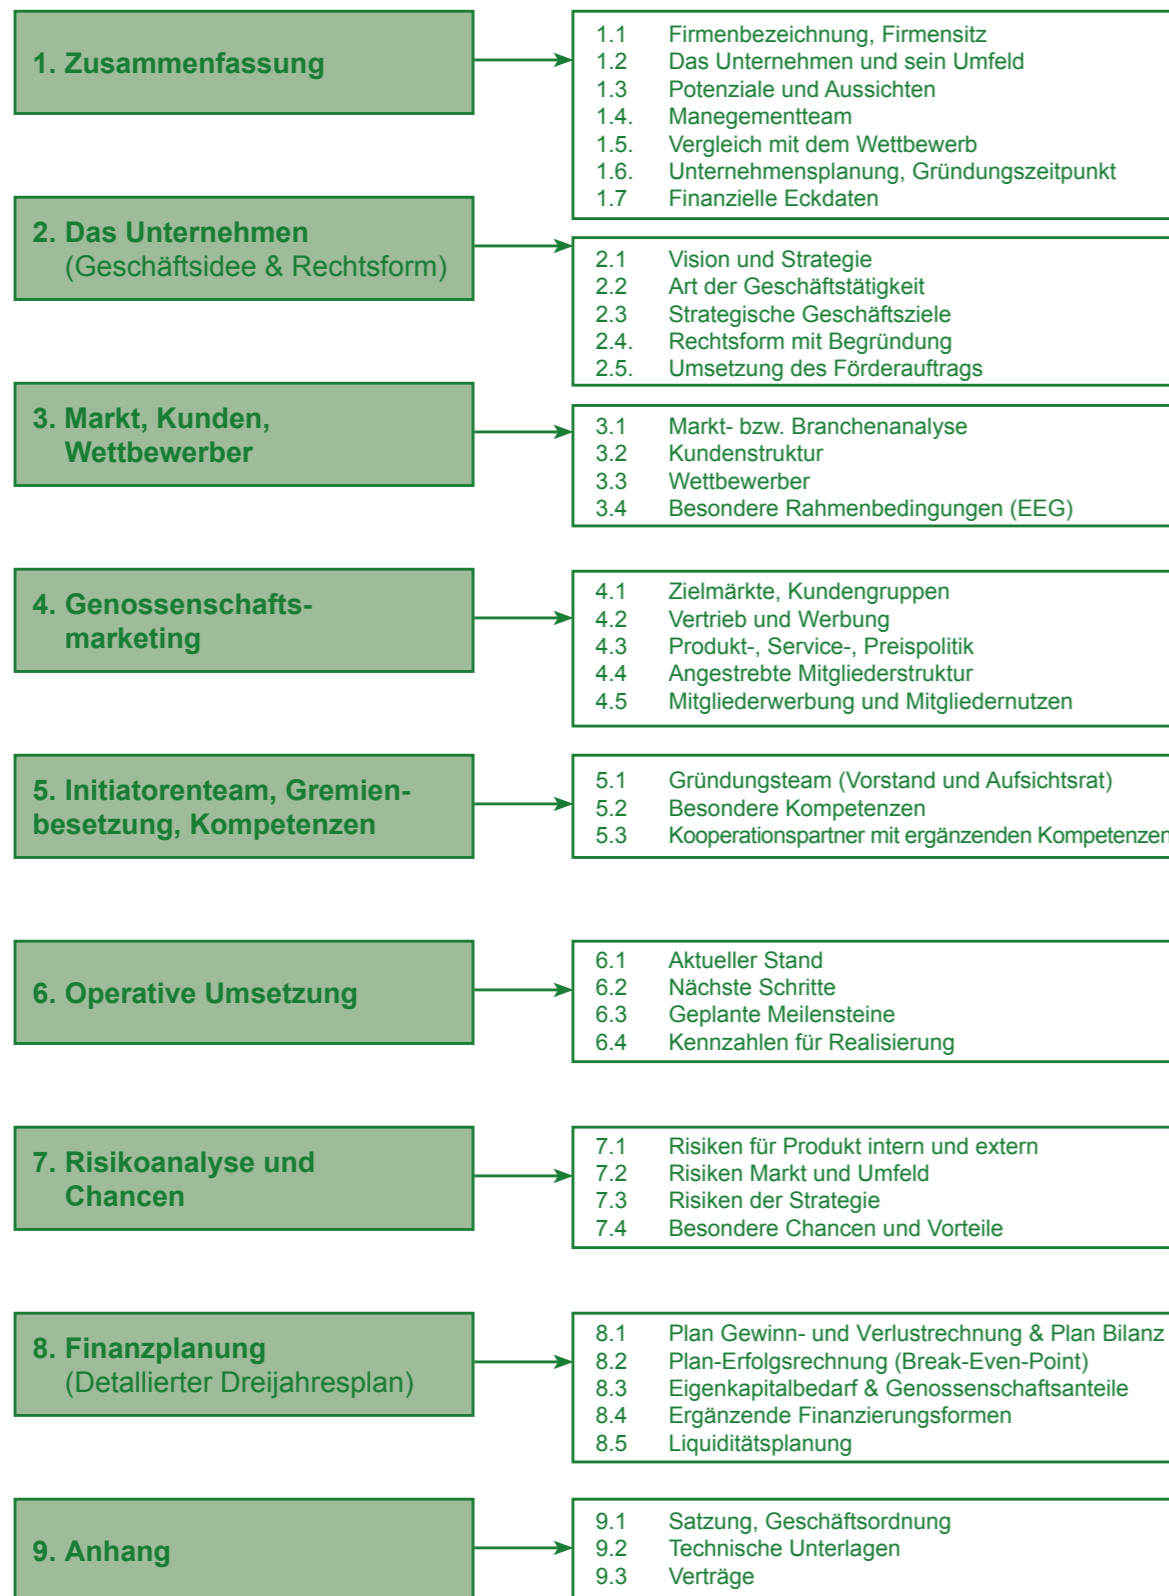 1. Zusammenfassung
1.1 Firmenbezeichnung, Firmensitz
1.2 Das Unternehmen und sein Umfeld
1.3 Potenziale und Aussichten
1.4. Manegementteam
1.5. Vergleich mit dem Wettbewerb
1.6. Unternehmensplanung, Gründungszeitpunkt
1.7 Finanzielle Eckdaten
2. Das Unternehmen
(Geschäftsidee & Rechtsform)
2.1 Vision und Strategie
2.2 Art der Geschäftstätigkeit
2.3 Strategische Geschäftsziele
2.4. Rechtsform mit Begründung
2.5. Umsetzung des Förderauftrags
3. Markt, Kunden,
Wettbewerber
3.1 Markt- bzw. Branchenanalyse
3.2 Kundenstruktur
3.3 Wettbewerber
3.4 Besondere Rahmenbedingungen (EEG)
4. Genossenschafts-
marketing
4.1 Zielmärkte, Kundengruppen
4.2 Vertrieb und Werbung
4.3 Produkt-, Service-, Preispolitik
4.4 Angestrebte Mitgliederstruktur
4.5 Mitgliederwerbung und Mitgliedernutzen
5. Initiatorenteam, Gremien-
besetzung, Kompetenzen
5.1 Gründungsteam (Vorstand und Aufsichtsrat)
5.2 Besondere Kompetenzen
5.3 Kooperationspartner mit ergänzenden Kompetenzen
6. Operative Umsetzung
6.1 Aktueller Stand
6.2 Nächste Schritte
6.3 Geplante Meilensteine
6.4 Kennzahlen für Realisierung
7. Risikoanalyse und
Chancen
7.1 Risiken für Produkt intern und extern
7.2 Risiken Markt und Umfeld
7.3 Risiken der Strategie
7.4 Besondere Chancen und Vorteile
8. Finanzplanung
(Detallierter Dreijahresplan)
8.1 Plan Gewinn- und Verlustrechnung & Plan Bilanz
8.2 Plan-Erfolgsrechnung (Break-Even-Point)
8.3 Eigenkapitalbedarf & Genossenschaftsanteile
8.4 Ergänzende Finanzierungsformen
8.5 Liquiditätsplanung
9. Anhang
9.1 Satzung, Geschäftsordnung
9.2 Technische Unterlagen
9.3 Verträge